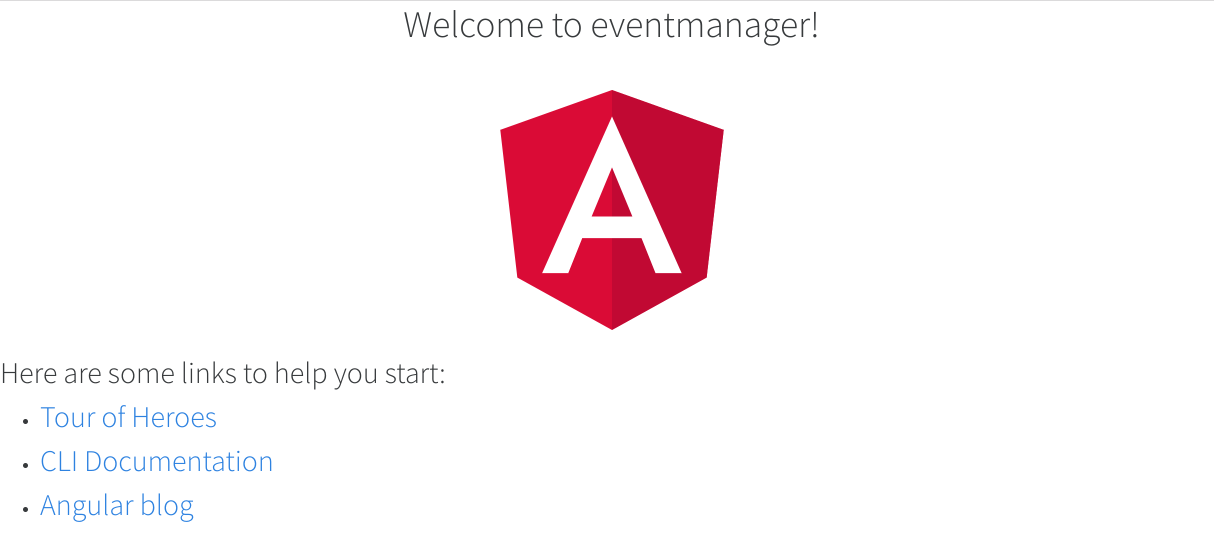 Welcome to eventmanager!
A
Here are some links to help you start:
Tour of Heroes
CLI Documentation
Angular blog